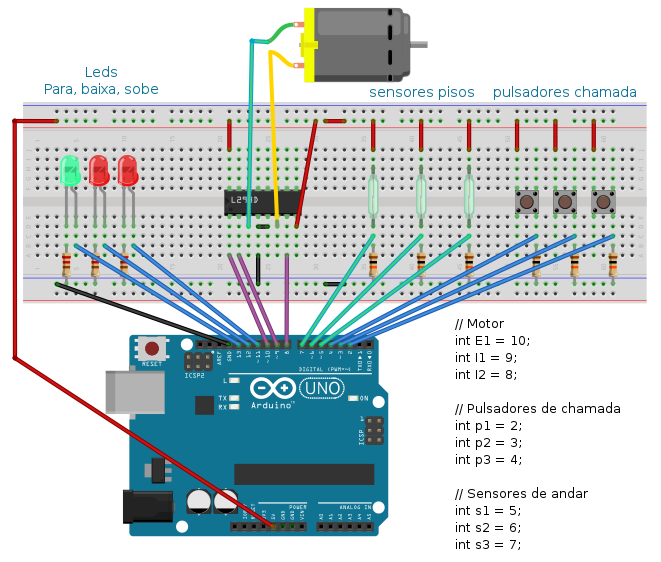 Leds
Para, baixa, sobe
sensores pisos
pulsadores chamada
L293D
RESET
ICSP2
AREF
GND
13
12
~11
~10
~9
8
7
~6
~5
4
~3
2
TX▸1
RX◂0
DIGITAL (PWM=~)
L
TX
RX
Arduino™
UNO
ON
ICSP
1
POWER
ANALOG IN
IOREF
RESET
3V3
5V
GND
GND
VIN
A0
A1
A2
A3
A4
A5
// Motor
int E1 = 10;
int I1 = 9;
int I2 = 8;
// Pulsadores de chamada
int p1 = 2;
int p2 = 3;
int p3 = 4;
// Sensores de andar
int s1 = 5;
int s2 = 6;
int s3 = 7;